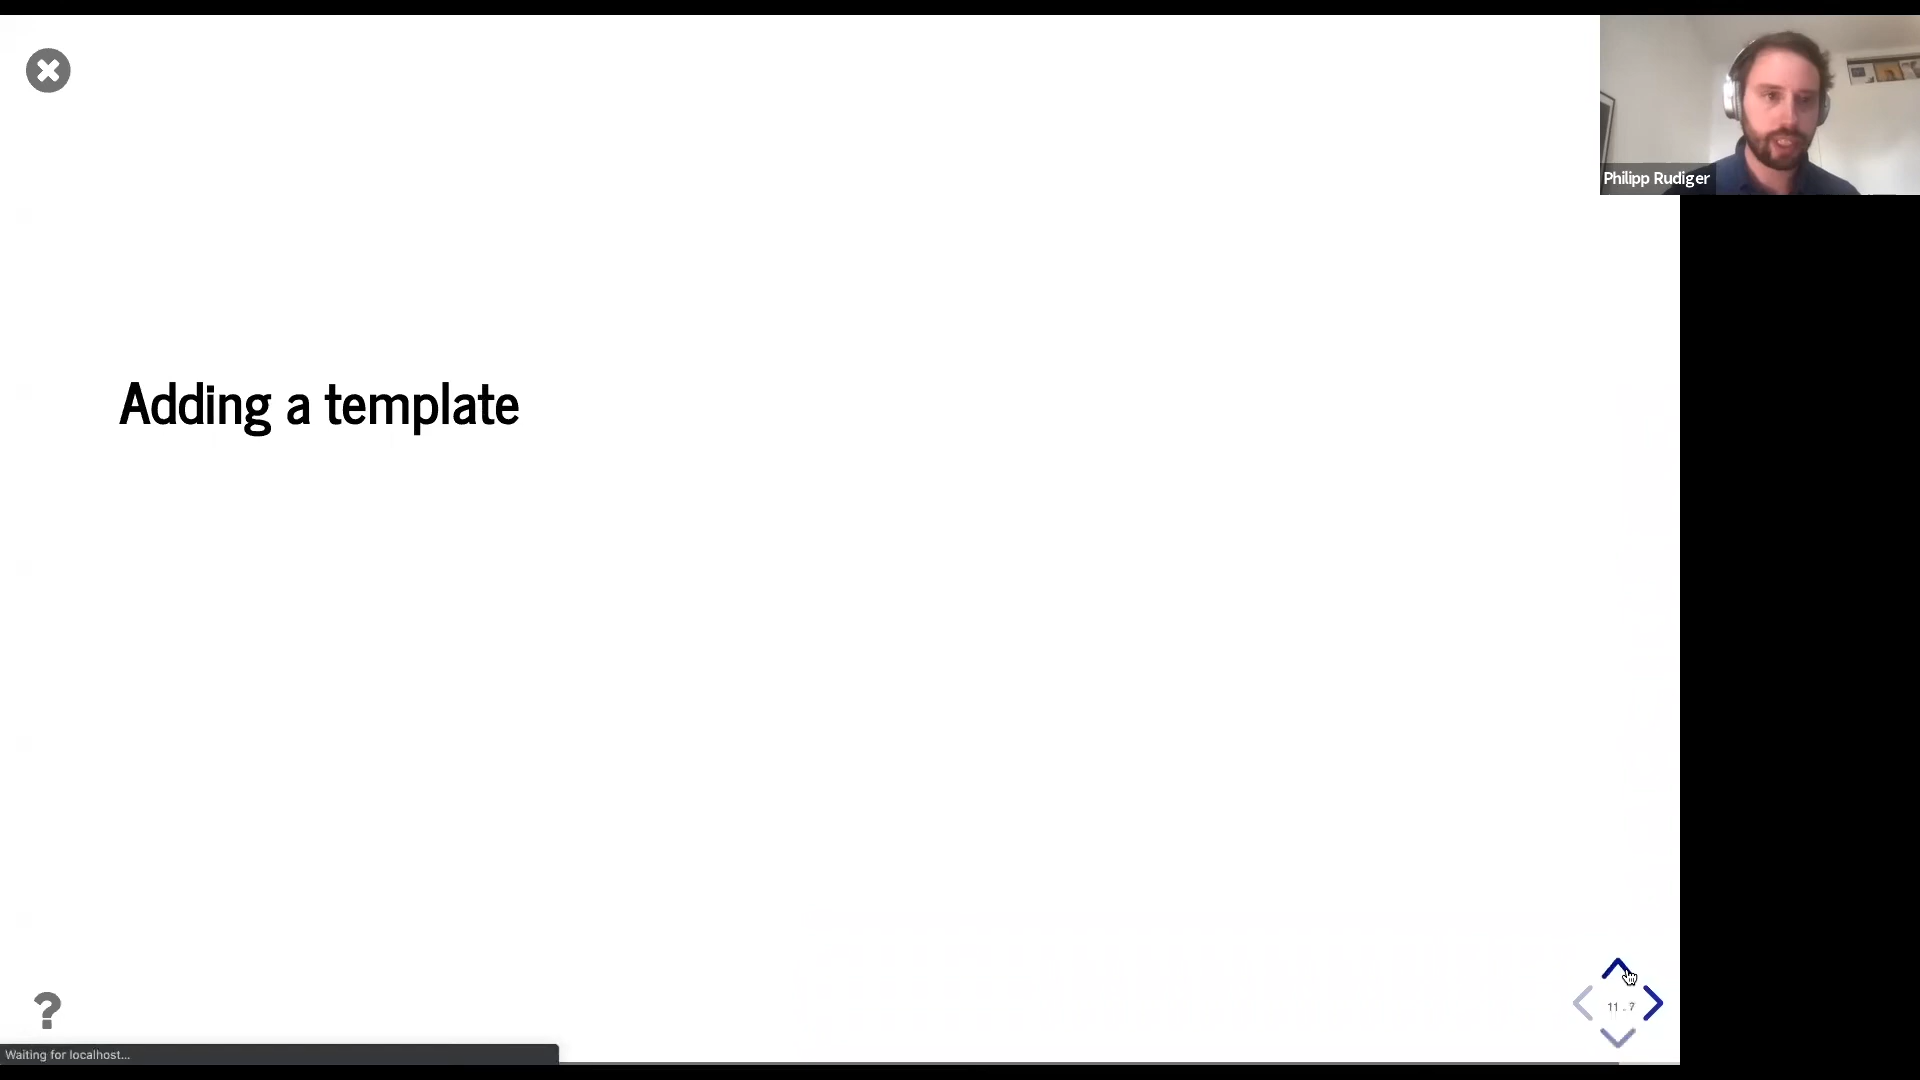 Philipp Rudiger
Adding a template
11 . 7
?
Waiting for localhost...